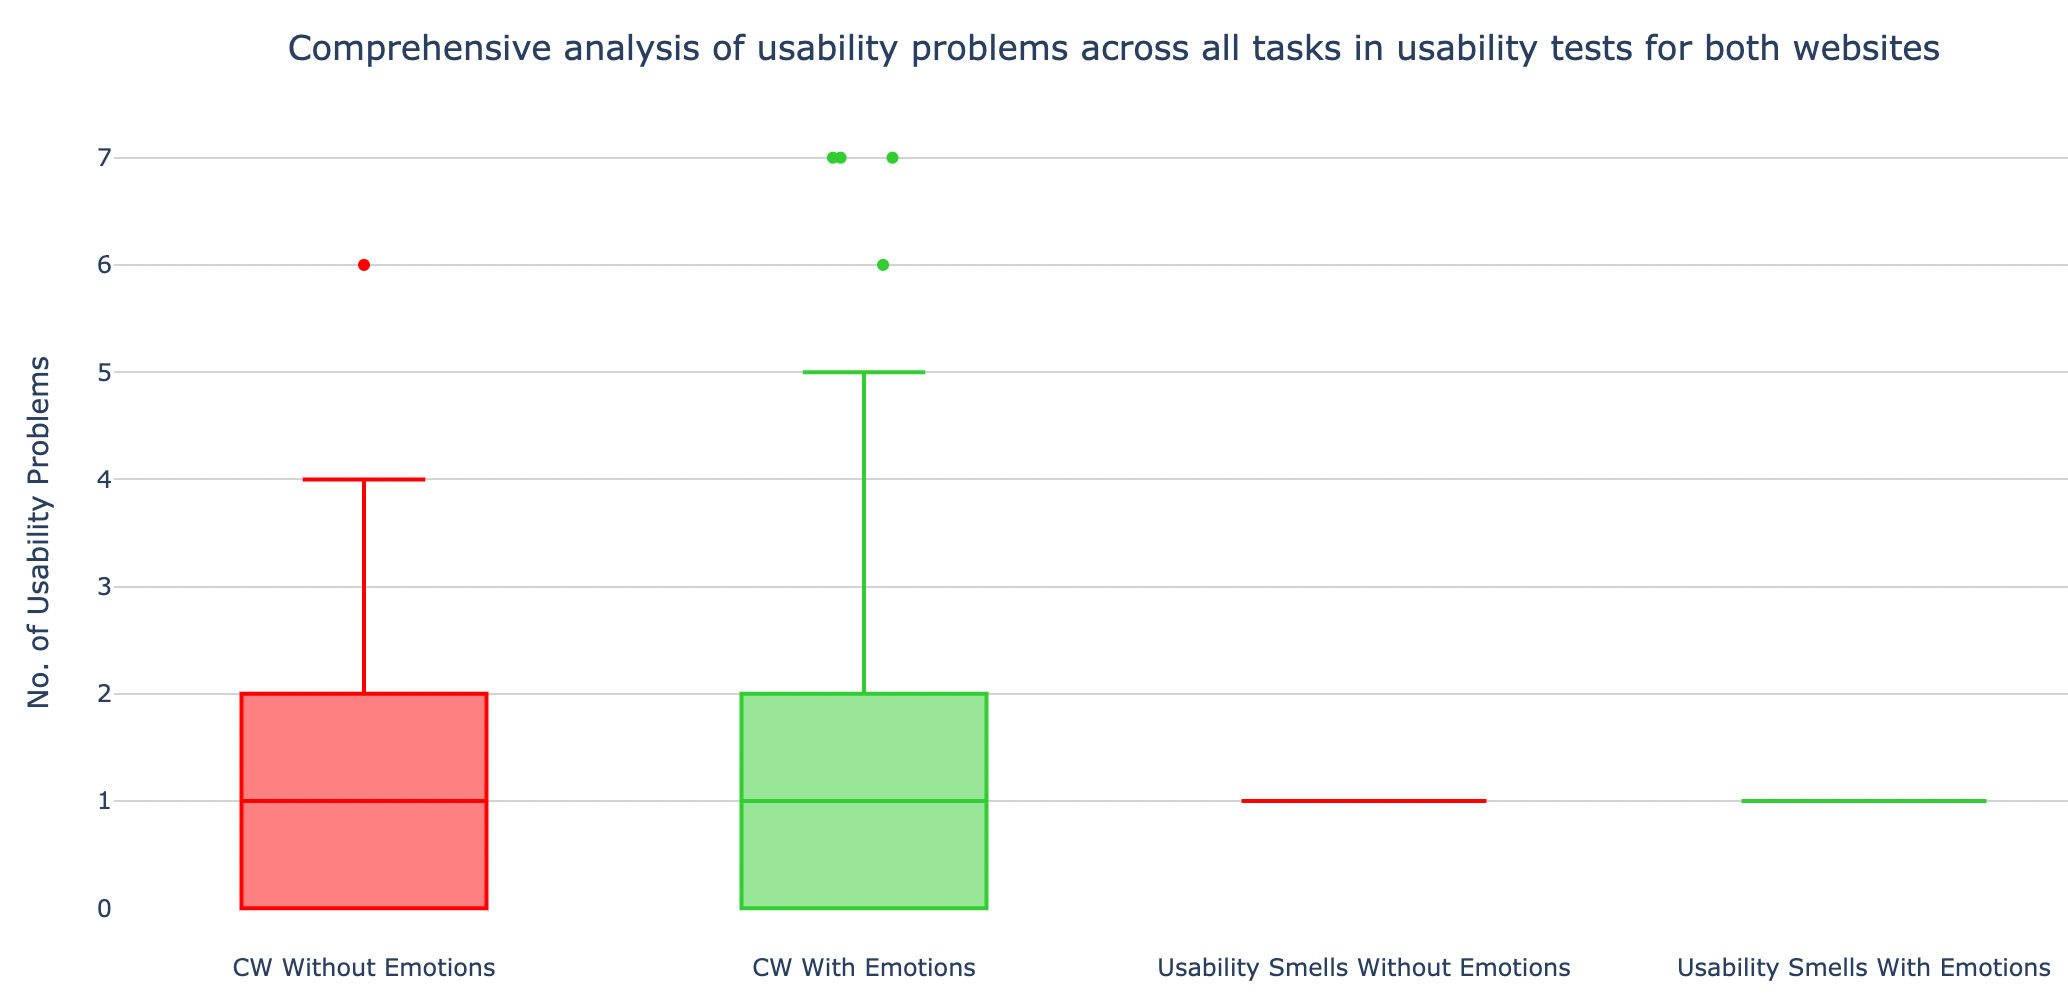 Comprehensive analysis of usability problems across all tasks in usability tests for both websites
No. of Usability Problems
7
6
5
4
3
2
1
0
CW Without Emotions
CW With Emotions
Usability Smells Without Emotions
Usability Smells With Emotions